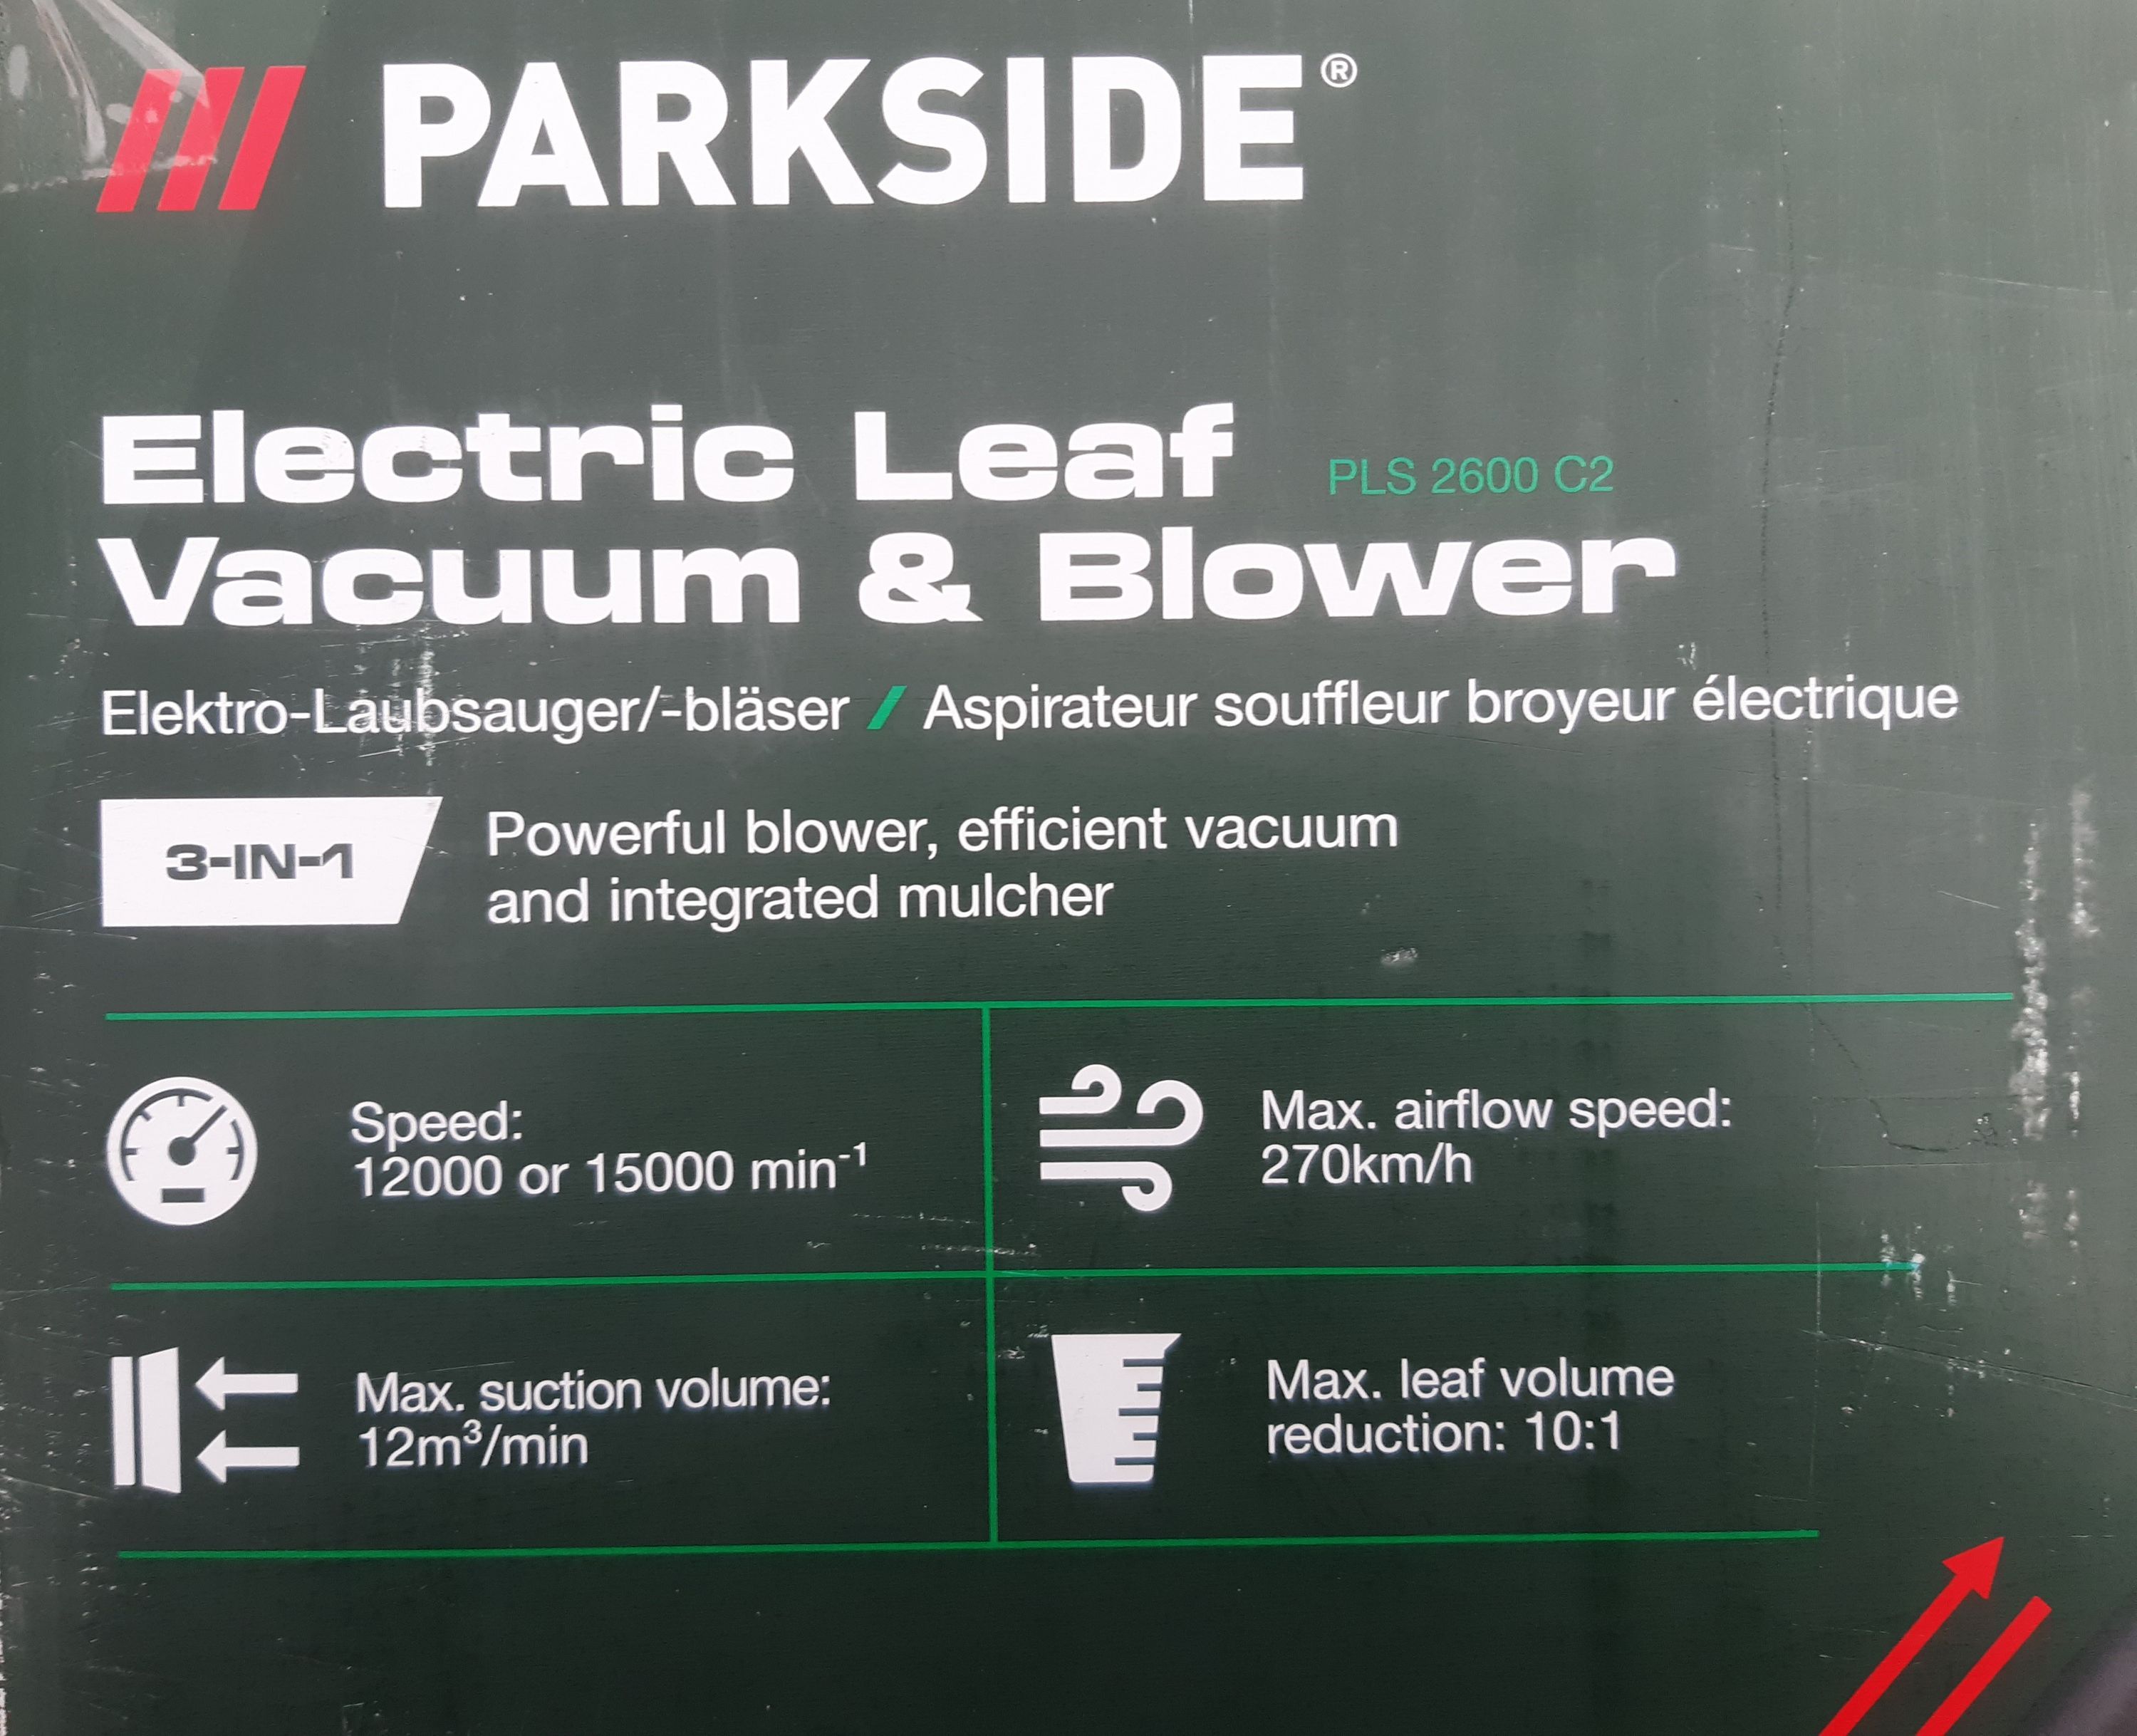 PARKSIDE®
Electric Leaf PLS 2600 C2
Vacuum & Blower
Elektro-Laubsauger/-bläser / Aspirateur souffleur broyeur électrique
3-IN-1
Powerful blower, efficient vacuum
and integrated mulcher
Speed:
12000 or 15000 min⁻¹
Max. airflow speed:
270km/h
Max. suction volume:
12m³/min
Max. leaf volume
reduction: 10:1